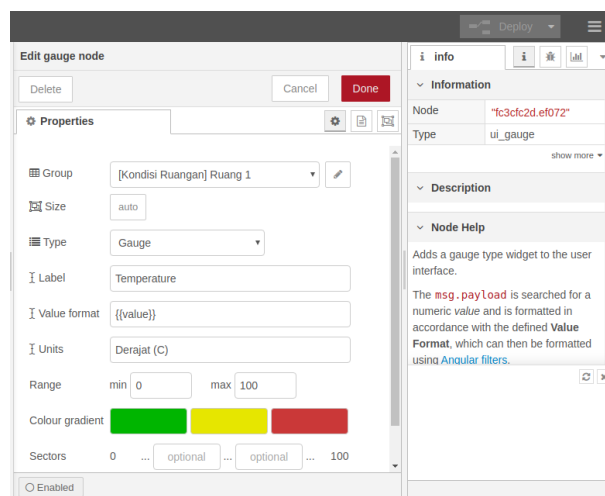 Deploy
Edit gauge node
Delete
Cancel
Done
Properties
Group
[Kondisi Ruangan] Ruang 1
Size
auto
Type
Gauge
Label
Temperature
Value format
{{value}}
Units
Derajat (C)
Range
min
0
max
100
Colour gradient
Sectors
0 ... optional ... optional ... 100
Enabled
i info
i
Information
Node "fc3cfc2d.ef072"
Type ui_gauge
show more
Description
Node Help
Adds a gauge type widget to the user
interface.
The msg.payload is searched for a
numeric value and is formatted in
accordance with the defined Value
Format, which can then be formatted
using Angular filters.